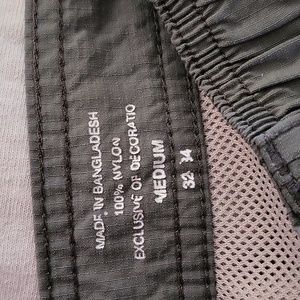 MADE IN BANGLADESH
100% NYLON
EXCLUSIVE OF DECORATIO
MEDIUM
32 34